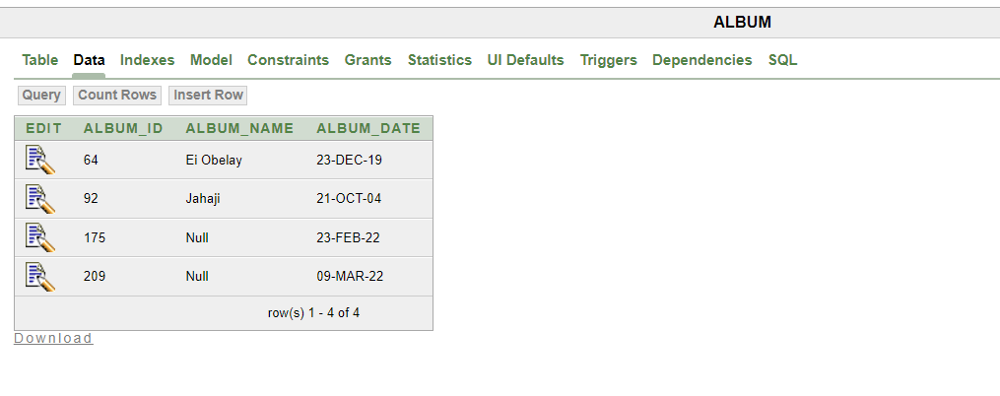 ALBUM
Table Data Indexes Model Constraints Grants Statistics UI Defaults Triggers Dependencies SQL
Query Count Rows Insert Row
EDIT ALBUM_ID ALBUM_NAME ALBUM_DATE
64 Ei Obelay 23-DEC-19
92 Jahaji 21-OCT-04
175 Null 23-FEB-22
209 Null 09-MAR-22
row(s) 1 - 4 of 4
Download